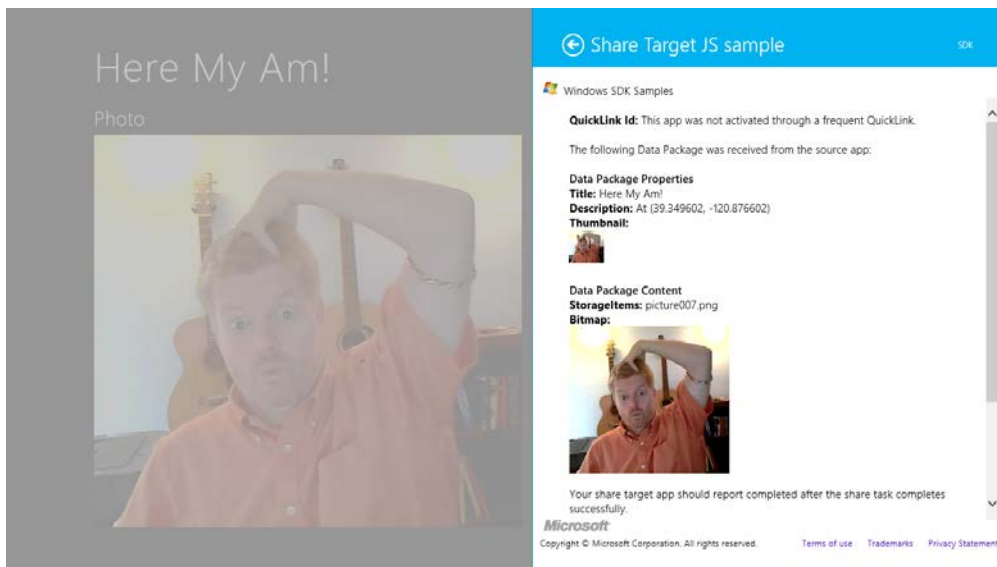 Here My Am!
Photo
Share Target JS sample
SDK
Windows SDK Samples
QuickLink Id: This app was not activated through a frequent QuickLink.
The following Data Package was received from the source app:
Data Package Properties
Title: Here My Am!
Description: At (39.349602, -120.876602)
Thumbnail:
Data Package Content
StorageItems: picture007.png
Bitmap:
Your share target app should report completed after the share task completes
successfully.
Microsoft
Copyright © Microsoft Corporation. All rights reserved. Terms of use Trademarks Privacy Statement